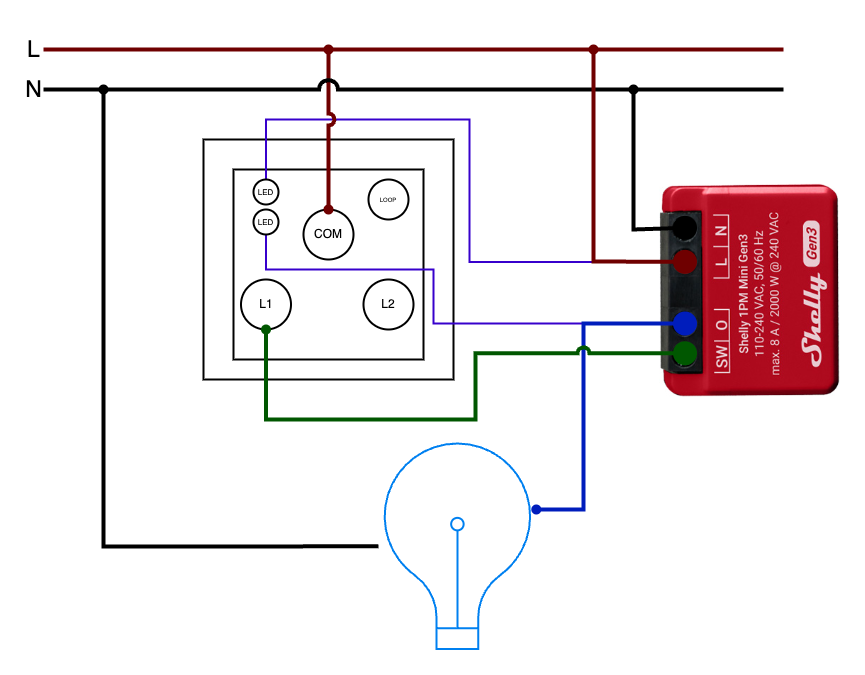 L
N
LED
LED
COM
LOOP
L1
L2
SW O L N
Shelly 1PM Mini Gen3
110-240 VAC, 50/60 Hz
max. 8 A / 2000 W @ 240 VAC
Shelly Gen3